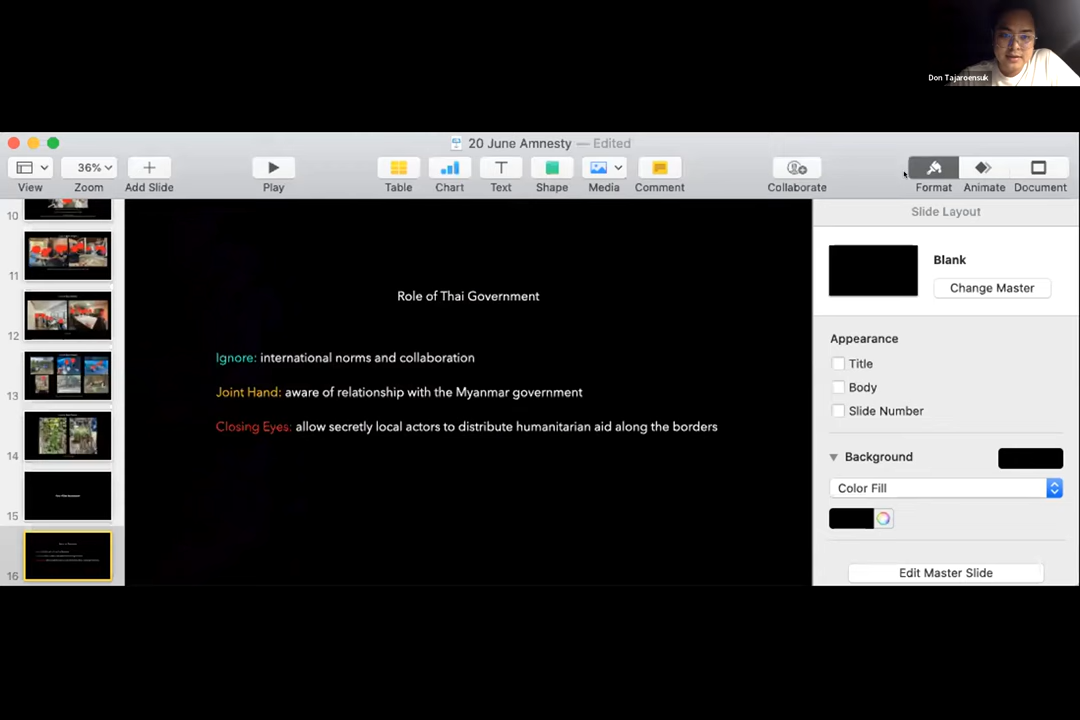 Don Tajaroensuk
20 June Amnesty — Edited
36%
View
Zoom
Add Slide
Play
Table
Chart
Text
Shape
Media
Comment
Collaborate
Format
Animate
Document
10
11
12
13
14
15
16
Role of Thai Government
Ignore: international norms and collaboration
Joint Hand: aware of relationship with the Myanmar government
Closing Eyes: allow secretly local actors to distribute humanitarian aid along the borders
Slide Layout
Blank
Change Master
Appearance
Title
Body
Slide Number
Background
Color Fill
Edit Master Slide